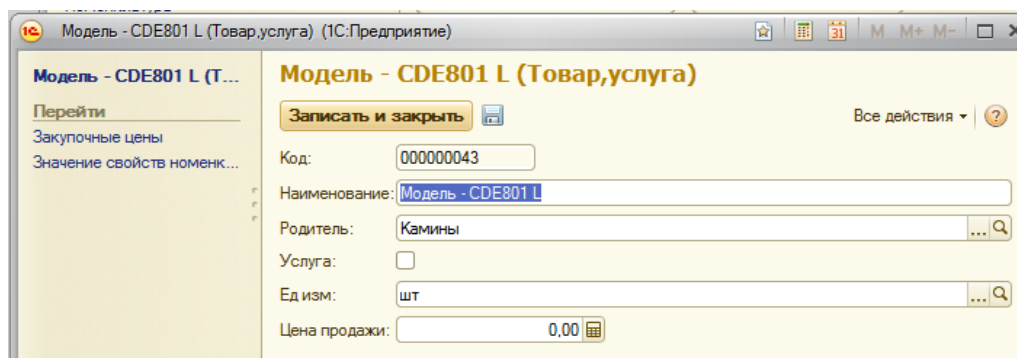 Модель - CDE801 L (Товар,услуга) (1С:Предприятие)
31 M M+ M-
Модель - CDE801 L (Т...
Модель - CDE801 L (Товар,услуга)
Перейти
Закупочные цены
Значение свойств номенк...
Записать и закрыть
Все действия
Код: 000000043
Наименование: Модель - CDE801 L
Родитель: Камины ...
Услуга:
Ед изм: шт ...
Цена продажи: 0,00